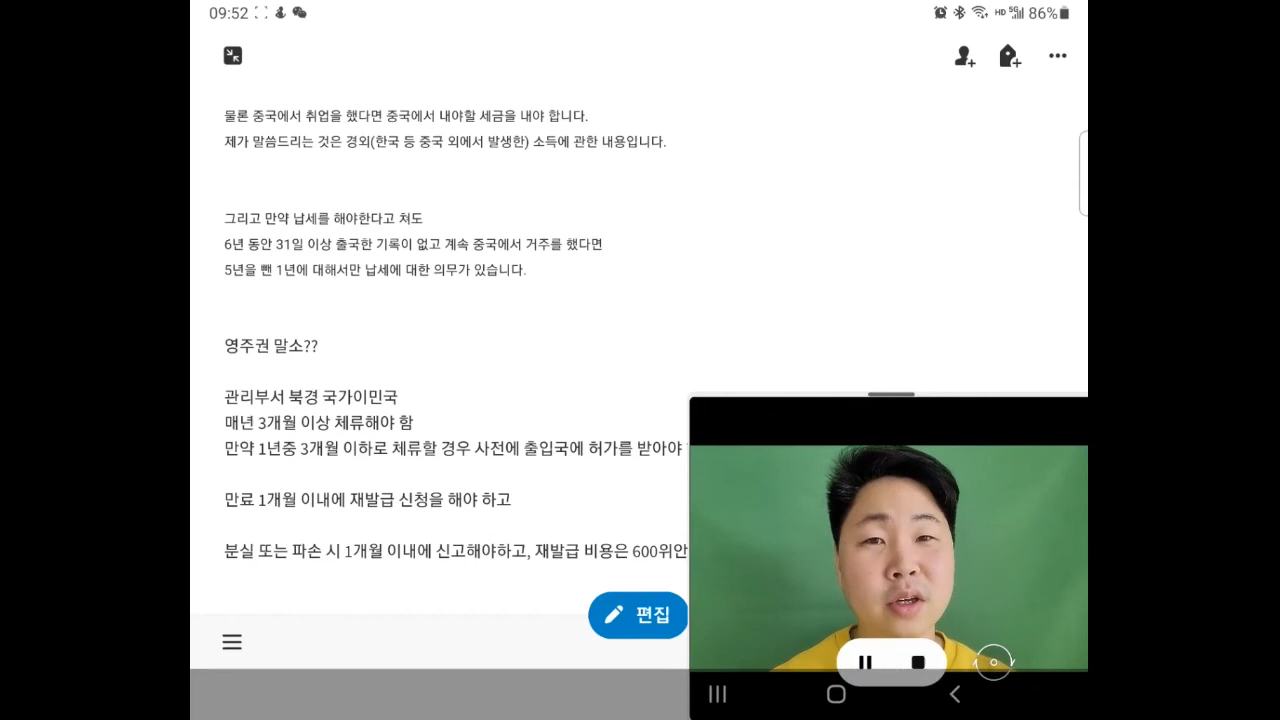 09:52
HD 5G 86%
물론 중국에서 취업을 했다면 중국에서 내야할 세금을 내야 합니다.
제가 말씀드리는 것은 경외(한국 등 중국 외에서 발생한) 소득에 관한 내용입니다.
그리고 만약 납세를 해야한다고 쳐도
6년 동안 31일 이상 출국한 기록이 없고 계속 중국에서 거주를 했다면
5년을 뺀 1년에 대해서만 납세에 대한 의무가 있습니다.
영주권 말소??
관리부서 북경 국가이민국
매년 3개월 이상 체류해야 함
만약 1년중 3개월 이하로 체류할 경우 사전에 출입국에 허가를 받아야
만료 1개월 이내에 재발급 신청을 해야 하고
분실 또는 파손 시 1개월 이내에 신고해야하고, 재발급 비용은 600위안
편집